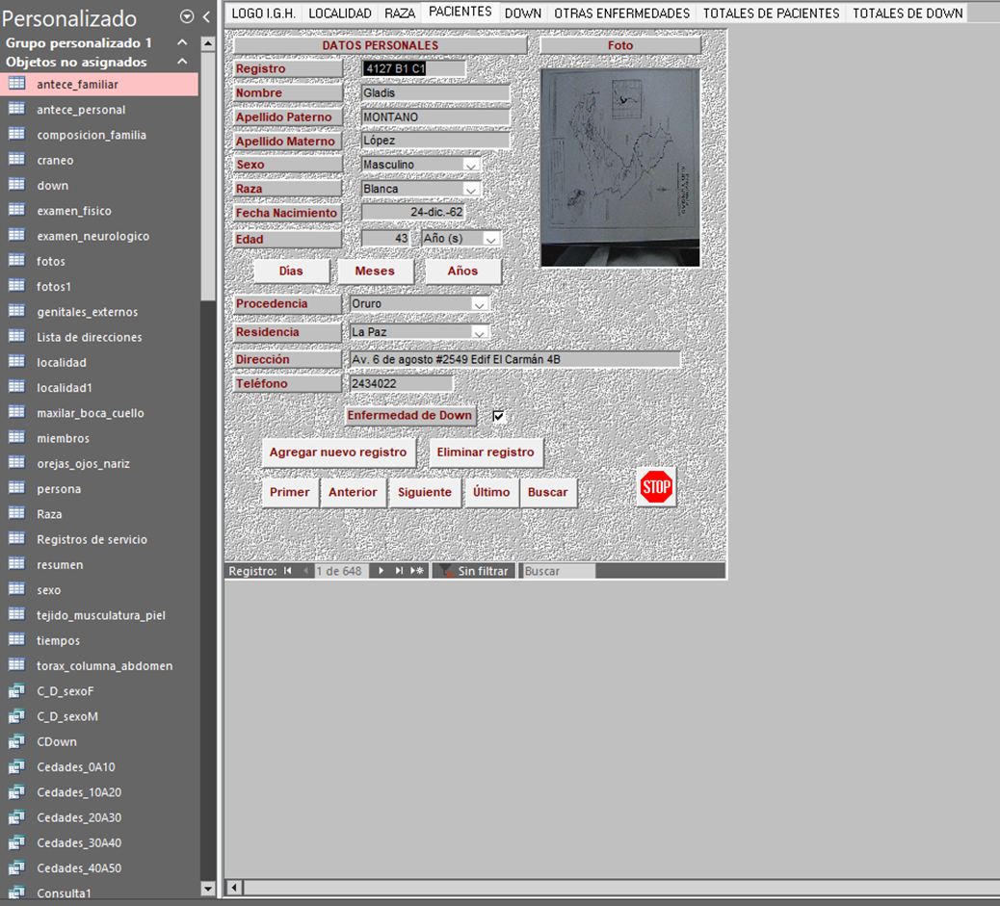 Personalizado
Grupo personalizado 1
Objetos no asignados
antece_familiar
antece_personal
composicion_familia
craneo
down
examen_fisico
examen_neurologico
fotos
fotos1
genitales_externos
Lista de direcciones
localidad
localidad1
maxilar_boca_cuello
miembros
orejas_ojos_nariz
persona
Raza
Registros de servicio
resumen
sexo
tejido_musculatura_piel
tiempos
torax_columna_abdomen
C_D_sexoF
C_D_sexoM
CDown
Cedades_0A10
Cedades_10A20
Cedades_20A30
Cedades_30A40
Cedades_40A50
Consulta1
LOGO I.G.H. LOCALIDAD RAZA PACIENTES DOWN OTRAS ENFERMEDADES TOTALES DE PACIENTES TOTALES DE DOWN
DATOS PERSONALES Foto
Registro 4127 B1 C1
Nombre Gladis
Apellido Paterno MONTANO
Apellido Materno López
Sexo Masculino
Raza Blanca
Fecha Nacimiento 24-dic.-62
Edad 43 Año (s)
Días Meses Años
Procedencia Oruro
Residencia La Paz
Dirección Av. 6 de agosto #2549 Edif El Carmán 4B
Teléfono 2434022
Enfermedad de Down
Agregar nuevo registro Eliminar registro
Primer Anterior Siguiente Último Buscar STOP
Registro: 1 de 648 Sin filtrar Buscar